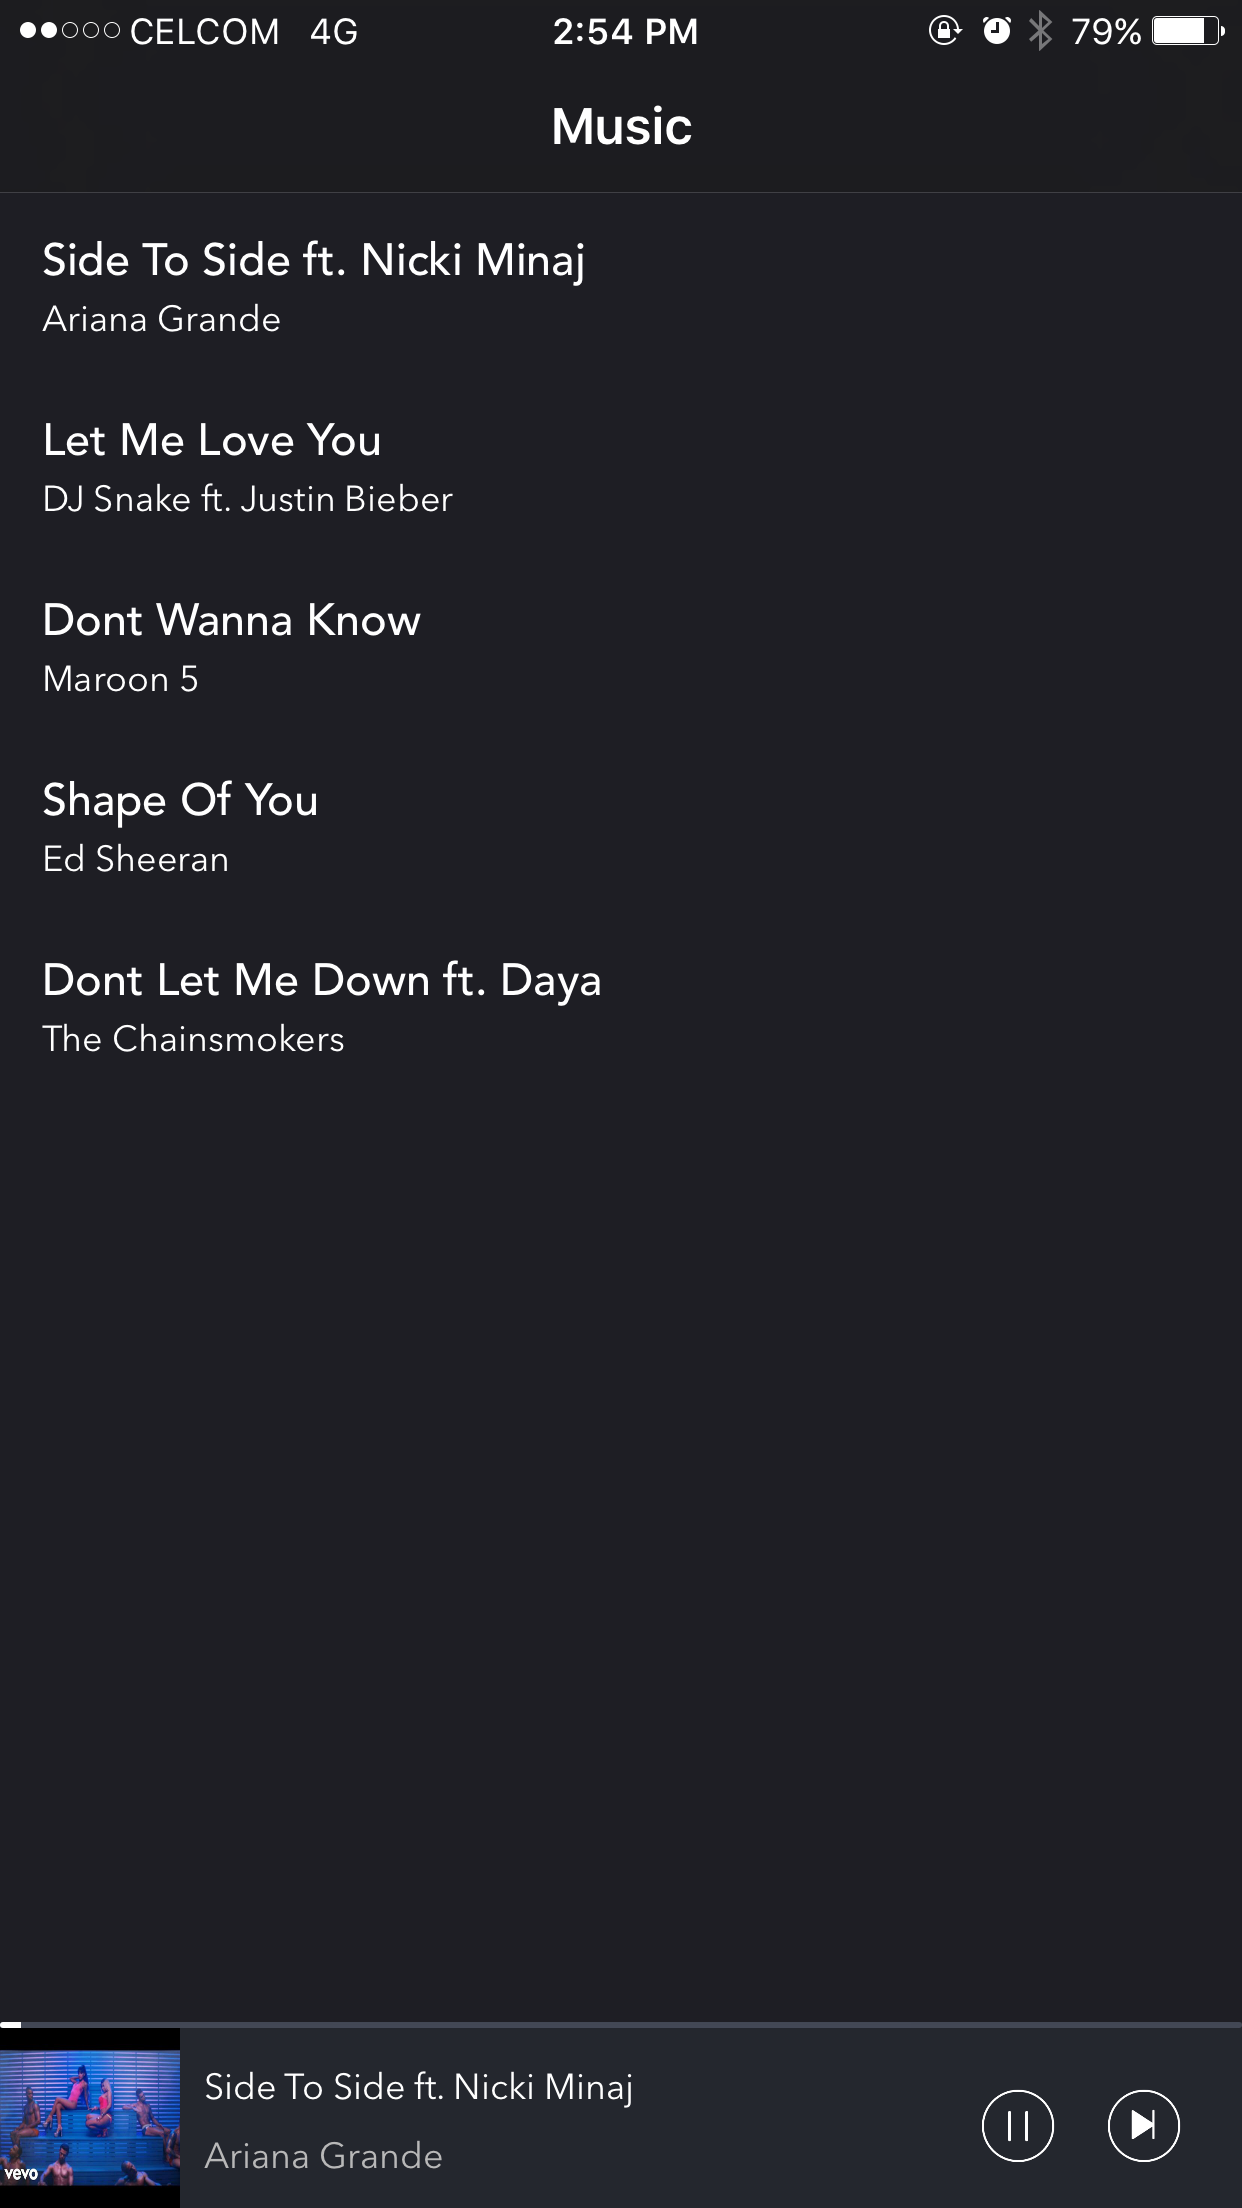 CELCOM 4G 2:54 PM 79%
Music
Side To Side ft. Nicki Minaj
Ariana Grande
Let Me Love You
DJ Snake ft. Justin Bieber
Dont Wanna Know
Maroon 5
Shape Of You
Ed Sheeran
Dont Let Me Down ft. Daya
The Chainsmokers
Side To Side ft. Nicki Minaj
Ariana Grande
vevo